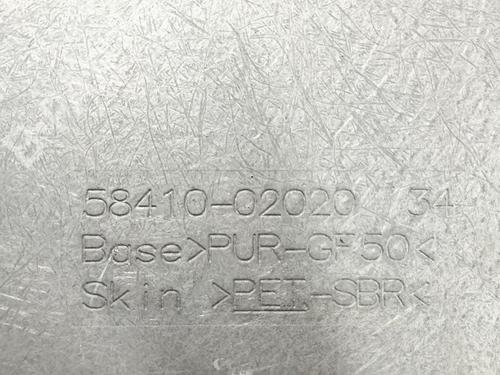 58410-02020 34
Base>PUR-GF50<
Skin >PET-SBR<